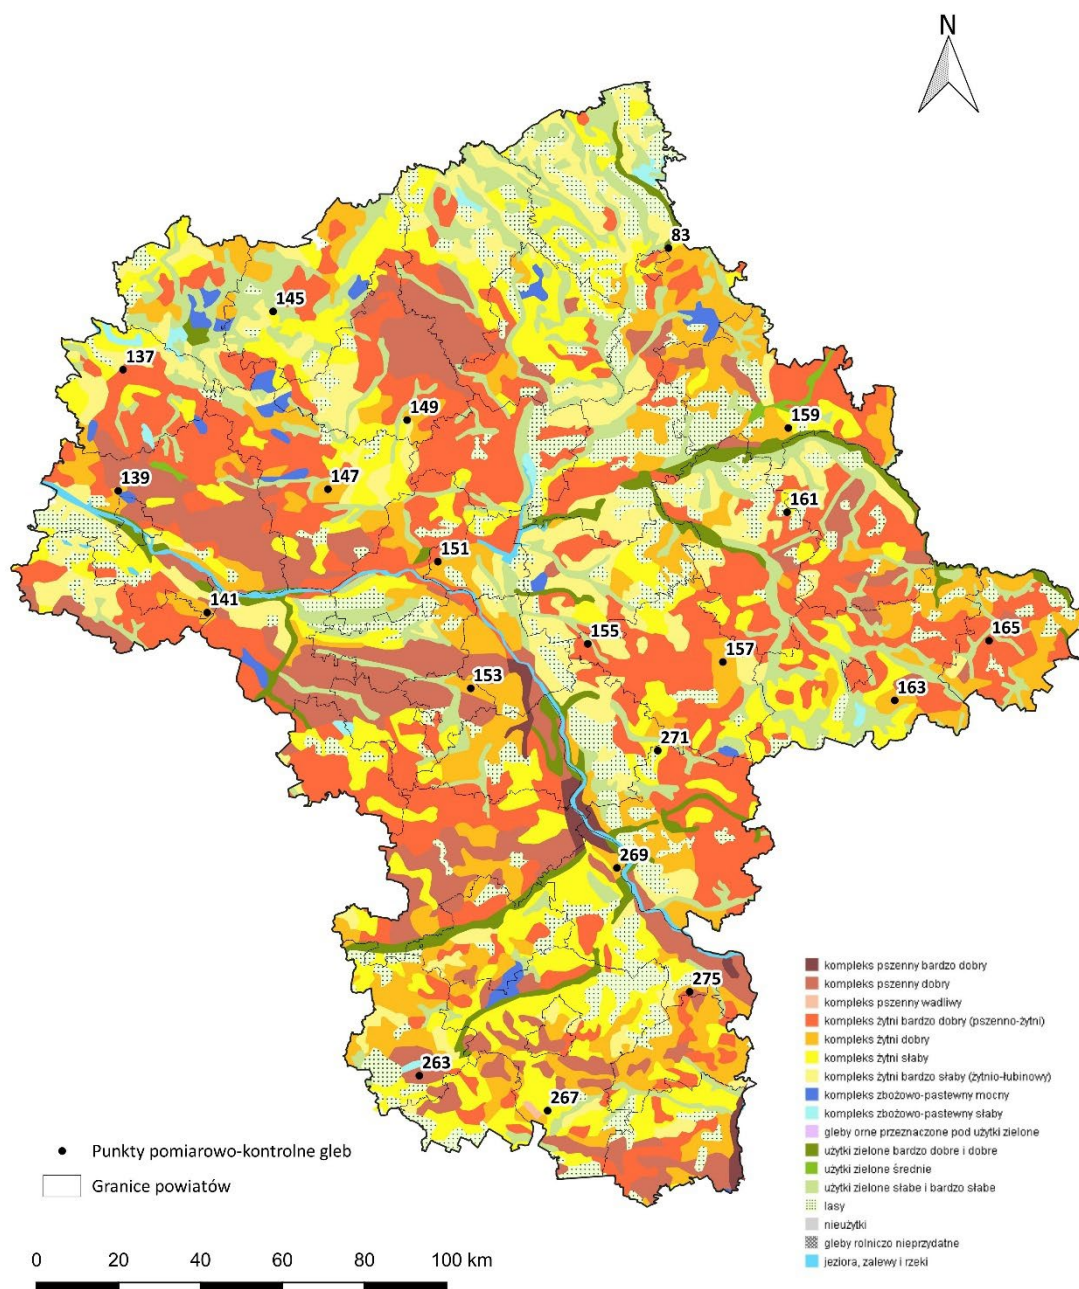 N
83
145
137
149
159
139
147
161
151
141
155
157
165
153
163
271
269
275
263
267
kompleks pszenny bardzo dobry
kompleks pszenny dobry
kompleks pszenny wadliwy
kompleks żytni bardzo dobry (pszenno-żytni)
kompleks żytni dobry
kompleks żytni słaby
kompleks żytni bardzo słaby (żytnio-łubinowy)
kompleks zbożowo-pastewny mocny
kompleks zbożowo-pastewny słaby
gleby orne przeznaczone pod użytki zielone
użytki zielone bardzo dobre i dobre
użytki zielone średnie
użytki zielone słabe i bardzo słabe
lasy
nieużytki
gleby rolniczo nieprzydatne
jeziora, zalewy i rzeki
Punkty pomiarowo-kontrolne gleb
Granice powiatów
0 20 40 60 80 100 km